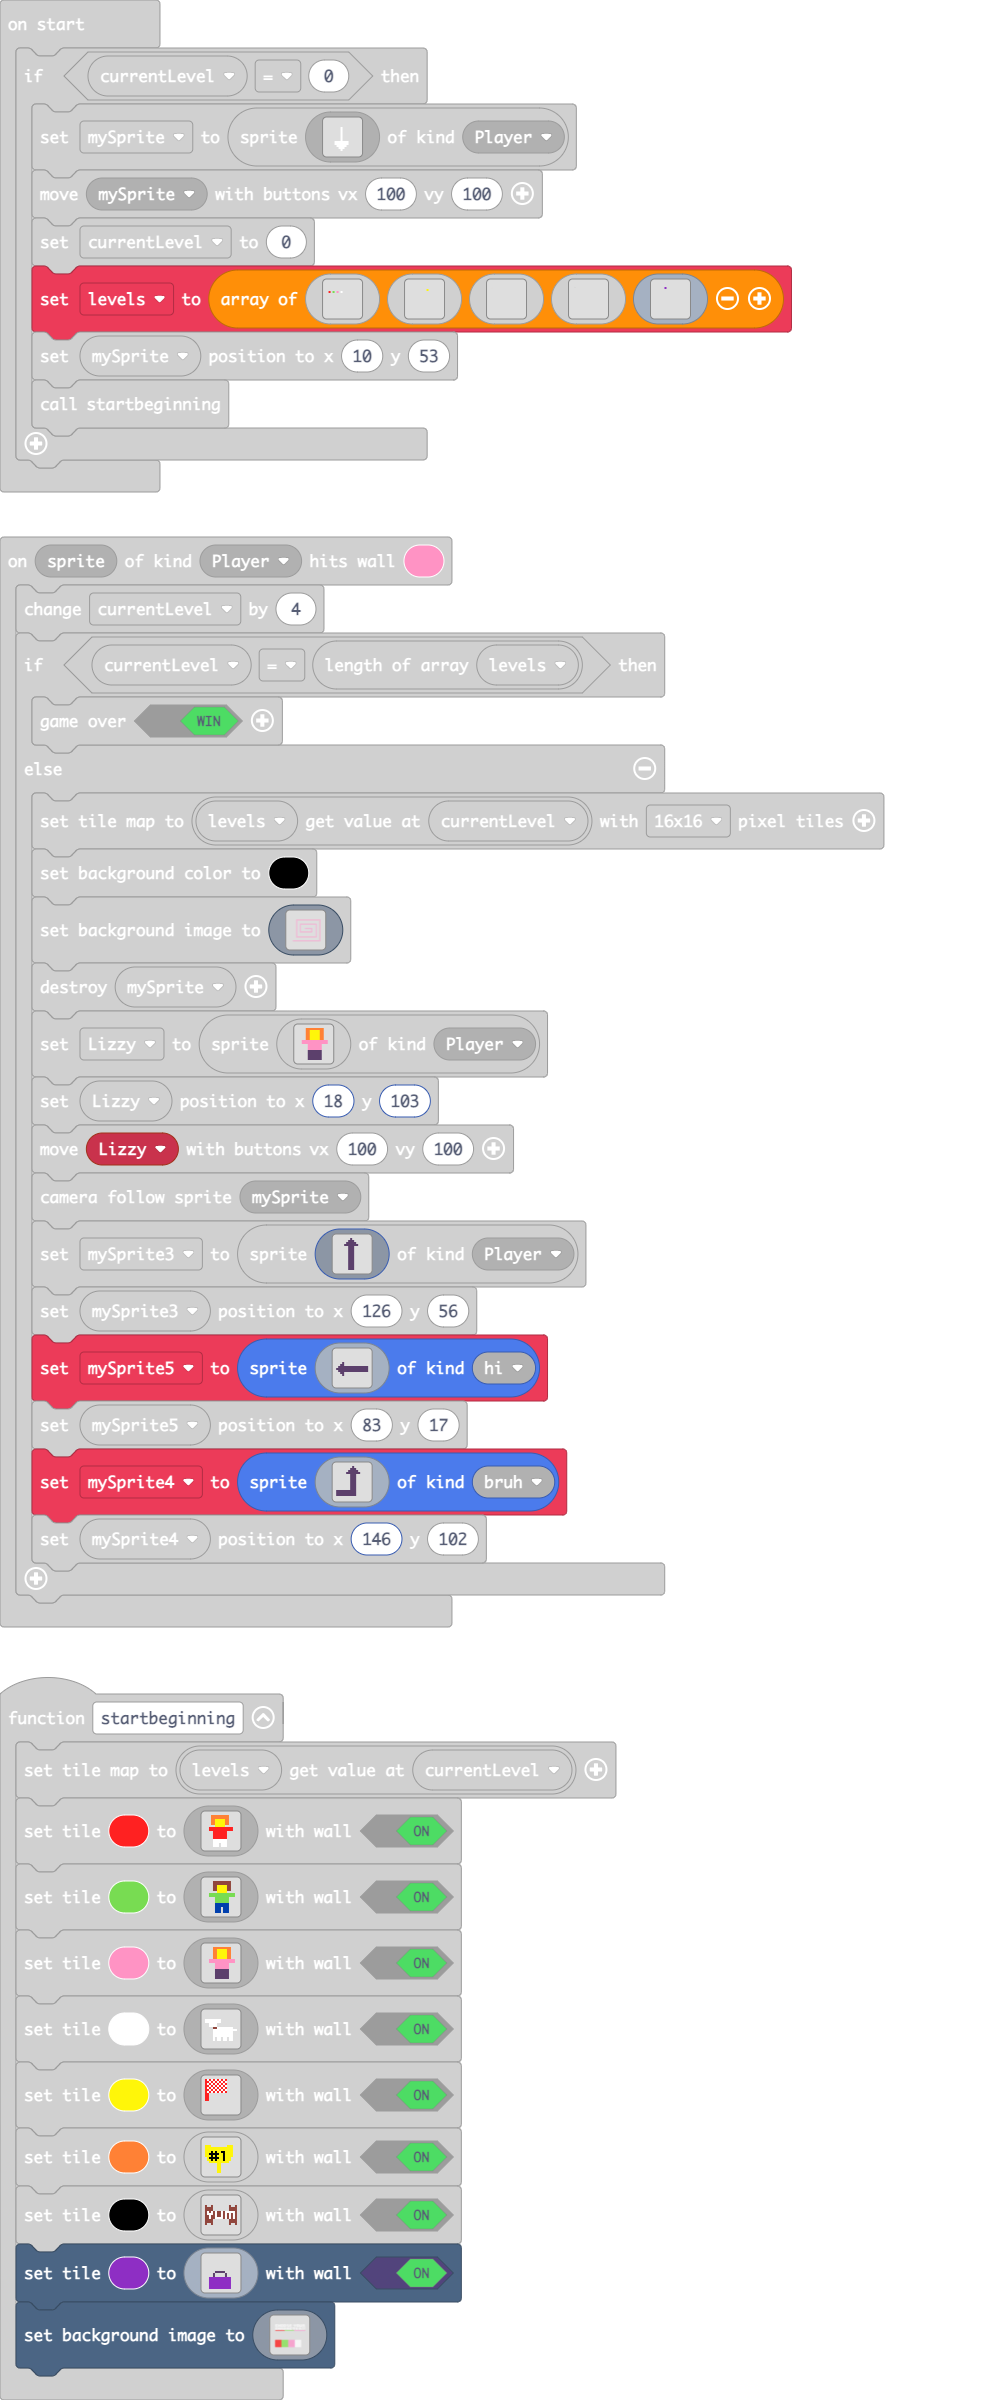 on start
if currentLevel = 0 then
set mySprite to sprite of kind Player
move mySprite with buttons vx 100 vy 100
set currentLevel to 0
set levels to array of
set mySprite position to x 10 y 53
call startbeginning
on sprite of kind Player hits wall
change currentLevel by 4
if currentLevel = length of array levels then
game over WIN
else
set tile map to levels get value at currentLevel with 16x16 pixel tiles
set background color to
set background image to
destroy mySprite
set Lizzy to sprite of kind Player
set Lizzy position to x 18 y 103
move Lizzy with buttons vx 100 vy 100
camera follow sprite mySprite
set mySprite3 to sprite of kind Player
set mySprite3 position to x 126 y 56
set mySprite5 to sprite of kind hi
set mySprite5 position to x 83 y 17
set mySprite4 to sprite of kind bruh
set mySprite4 position to x 146 y 102
function startbeginning
set tile map to levels get value at currentLevel
set tile to with wall ON
set tile to with wall ON
set tile to with wall ON
set tile to with wall ON
set tile to with wall ON
set tile to #1 with wall ON
set tile to with wall ON
set tile to with wall ON
set background image to